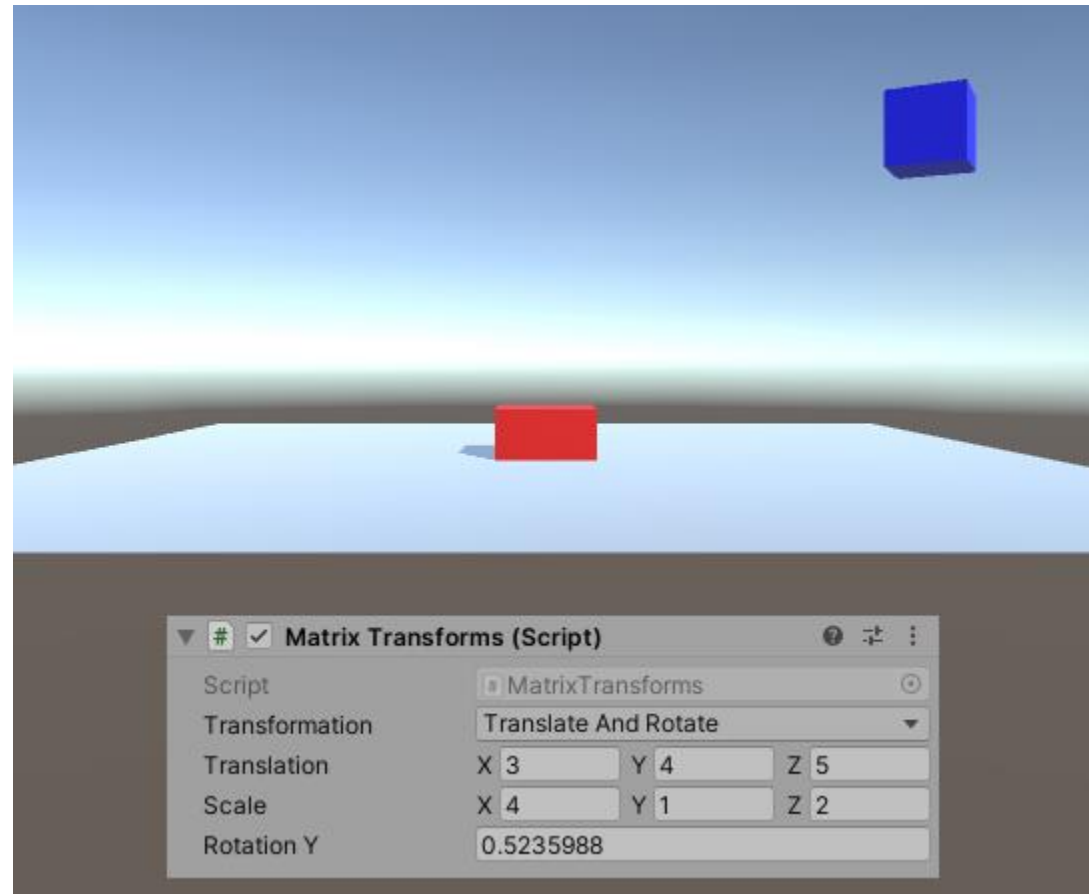 # Matrix Transforms (Script)
Script MatrixTransforms
Transformation Translate And Rotate
Translation X 3 Y 4 Z 5
Scale X 4 Y 1 Z 2
Rotation Y 0.5235988